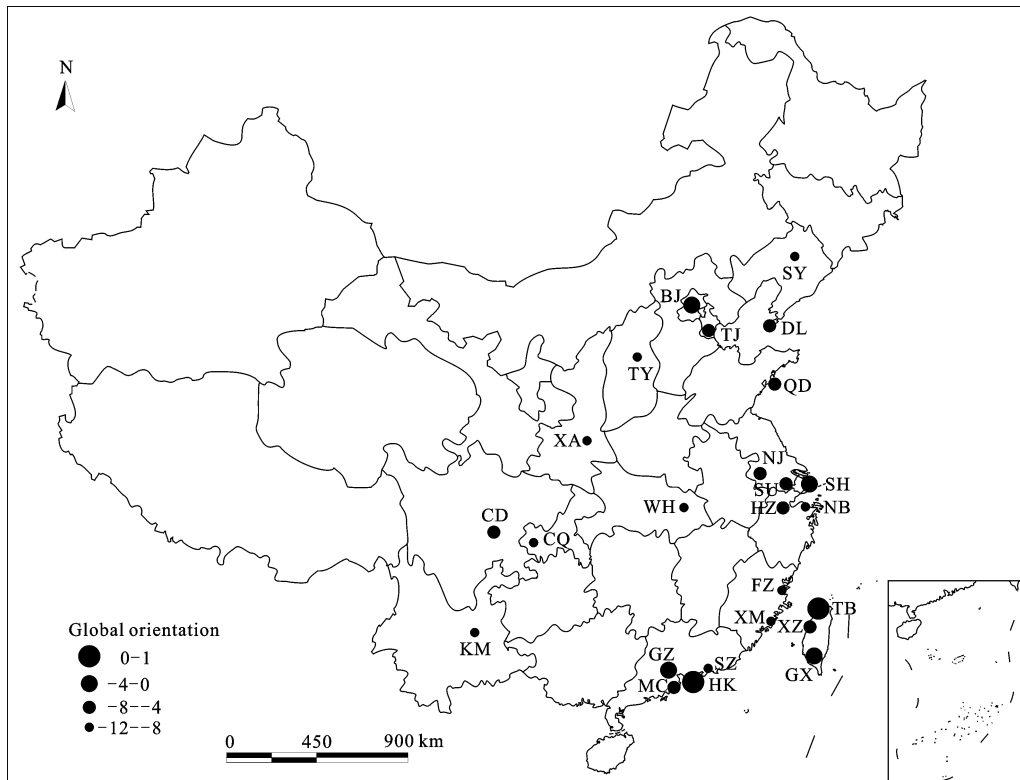 N
SY
BJ
TJ
DL
TY
QD
XA
NJ
SU
SH
WH
HZ
NB
CD
CQ
FZ
TB
XM
XZ
KM
GZ
SZ
GX
MC
HK
Global orientation
0-1
-4-0
-8--4
-12--8
0 450 900 km